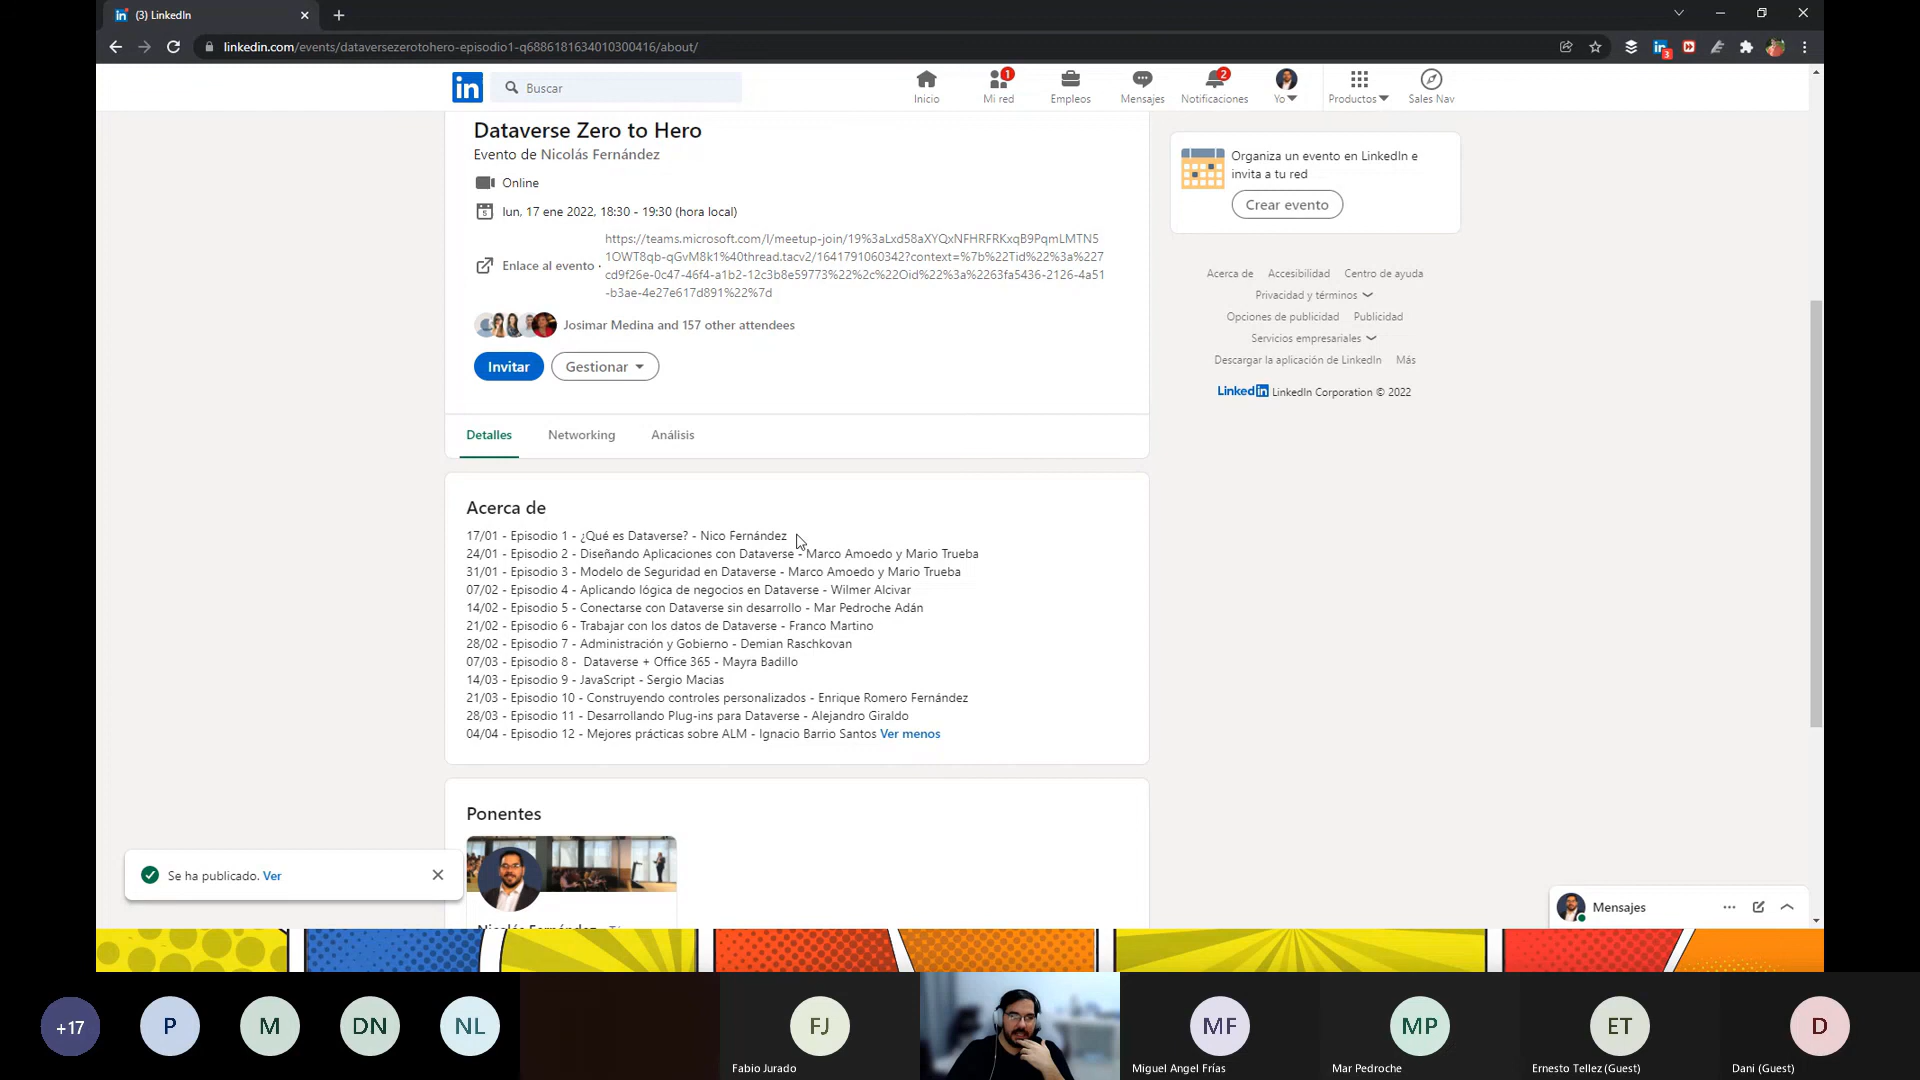 (3) LinkedIn
linkedin.com/events/dataversezerotohero-episodio1-q6886181634010300416/about/
3
in
Buscar
Inicio
1
Mi red
Empleos
Mensajes
2
Notificaciones
Yo
Productos
Sales Nav
Dataverse Zero to Hero
Evento de Nicolás Fernández
Online
lun, 17 ene 2022, 18:30 - 19:30 (hora local)
Enlace al evento ·
https://teams.microsoft.com/l/meetup-join/19%3aLxd58aXYQxNFHRFRKxqB9PqmLMTN5
1OWT8qb-qGvM8k1%40thread.tacv2/1641791060342?context=%7b%22Tid%22%3a%227
cd9f26e-0c47-46f4-a1b2-12c3b8e59773%22%2c%22Oid%22%3a%2263fa5436-2126-4a51
-b3ae-4e27e617d891%22%7d
Josimar Medina and 157 other attendees
Invitar
Gestionar
Organiza un evento en LinkedIn e
invita a tu red
Crear evento
Acerca de Accesibilidad Centro de ayuda
Privacidad y términos
Opciones de publicidad Publicidad
Servicios empresariales
Descargar la aplicación de LinkedIn Más
LinkedIn LinkedIn Corporation © 2022
Detalles
Networking
Análisis
Acerca de
17/01 - Episodio 1 - ¿Qué es Dataverse? - Nico Fernández
24/01 - Episodio 2 - Diseñando Aplicaciones con Dataverse - Marco Amoedo y Mario Trueba
31/01 - Episodio 3 - Modelo de Seguridad en Dataverse - Marco Amoedo y Mario Trueba
07/02 - Episodio 4 - Aplicando lógica de negocios en Dataverse - Wilmer Alcivar
14/02 - Episodio 5 - Conectarse con Dataverse sin desarrollo - Mar Pedroche Adán
21/02 - Episodio 6 - Trabajar con los datos de Dataverse - Franco Martino
28/02 - Episodio 7 - Administración y Gobierno - Demian Raschkovan
07/03 - Episodio 8 - Dataverse + Office 365 - Mayra Badillo
14/03 - Episodio 9 - JavaScript - Sergio Macias
21/03 - Episodio 10 - Construyendo controles personalizados - Enrique Romero Fernández
28/03 - Episodio 11 - Desarrollando Plug-ins para Dataverse - Alejandro Giraldo
04/04 - Episodio 12 - Mejores prácticas sobre ALM - Ignacio Barrio Santos Ver menos
Ponentes
Nicolás Fernández
Se ha publicado. Ver
Mensajes
+17
P
M
DN
NL
FJ
Fabio Jurado
MF
Miguel Angel Frías
MP
Mar Pedroche
ET
Ernesto Tellez (Guest)
D
Dani (Guest)